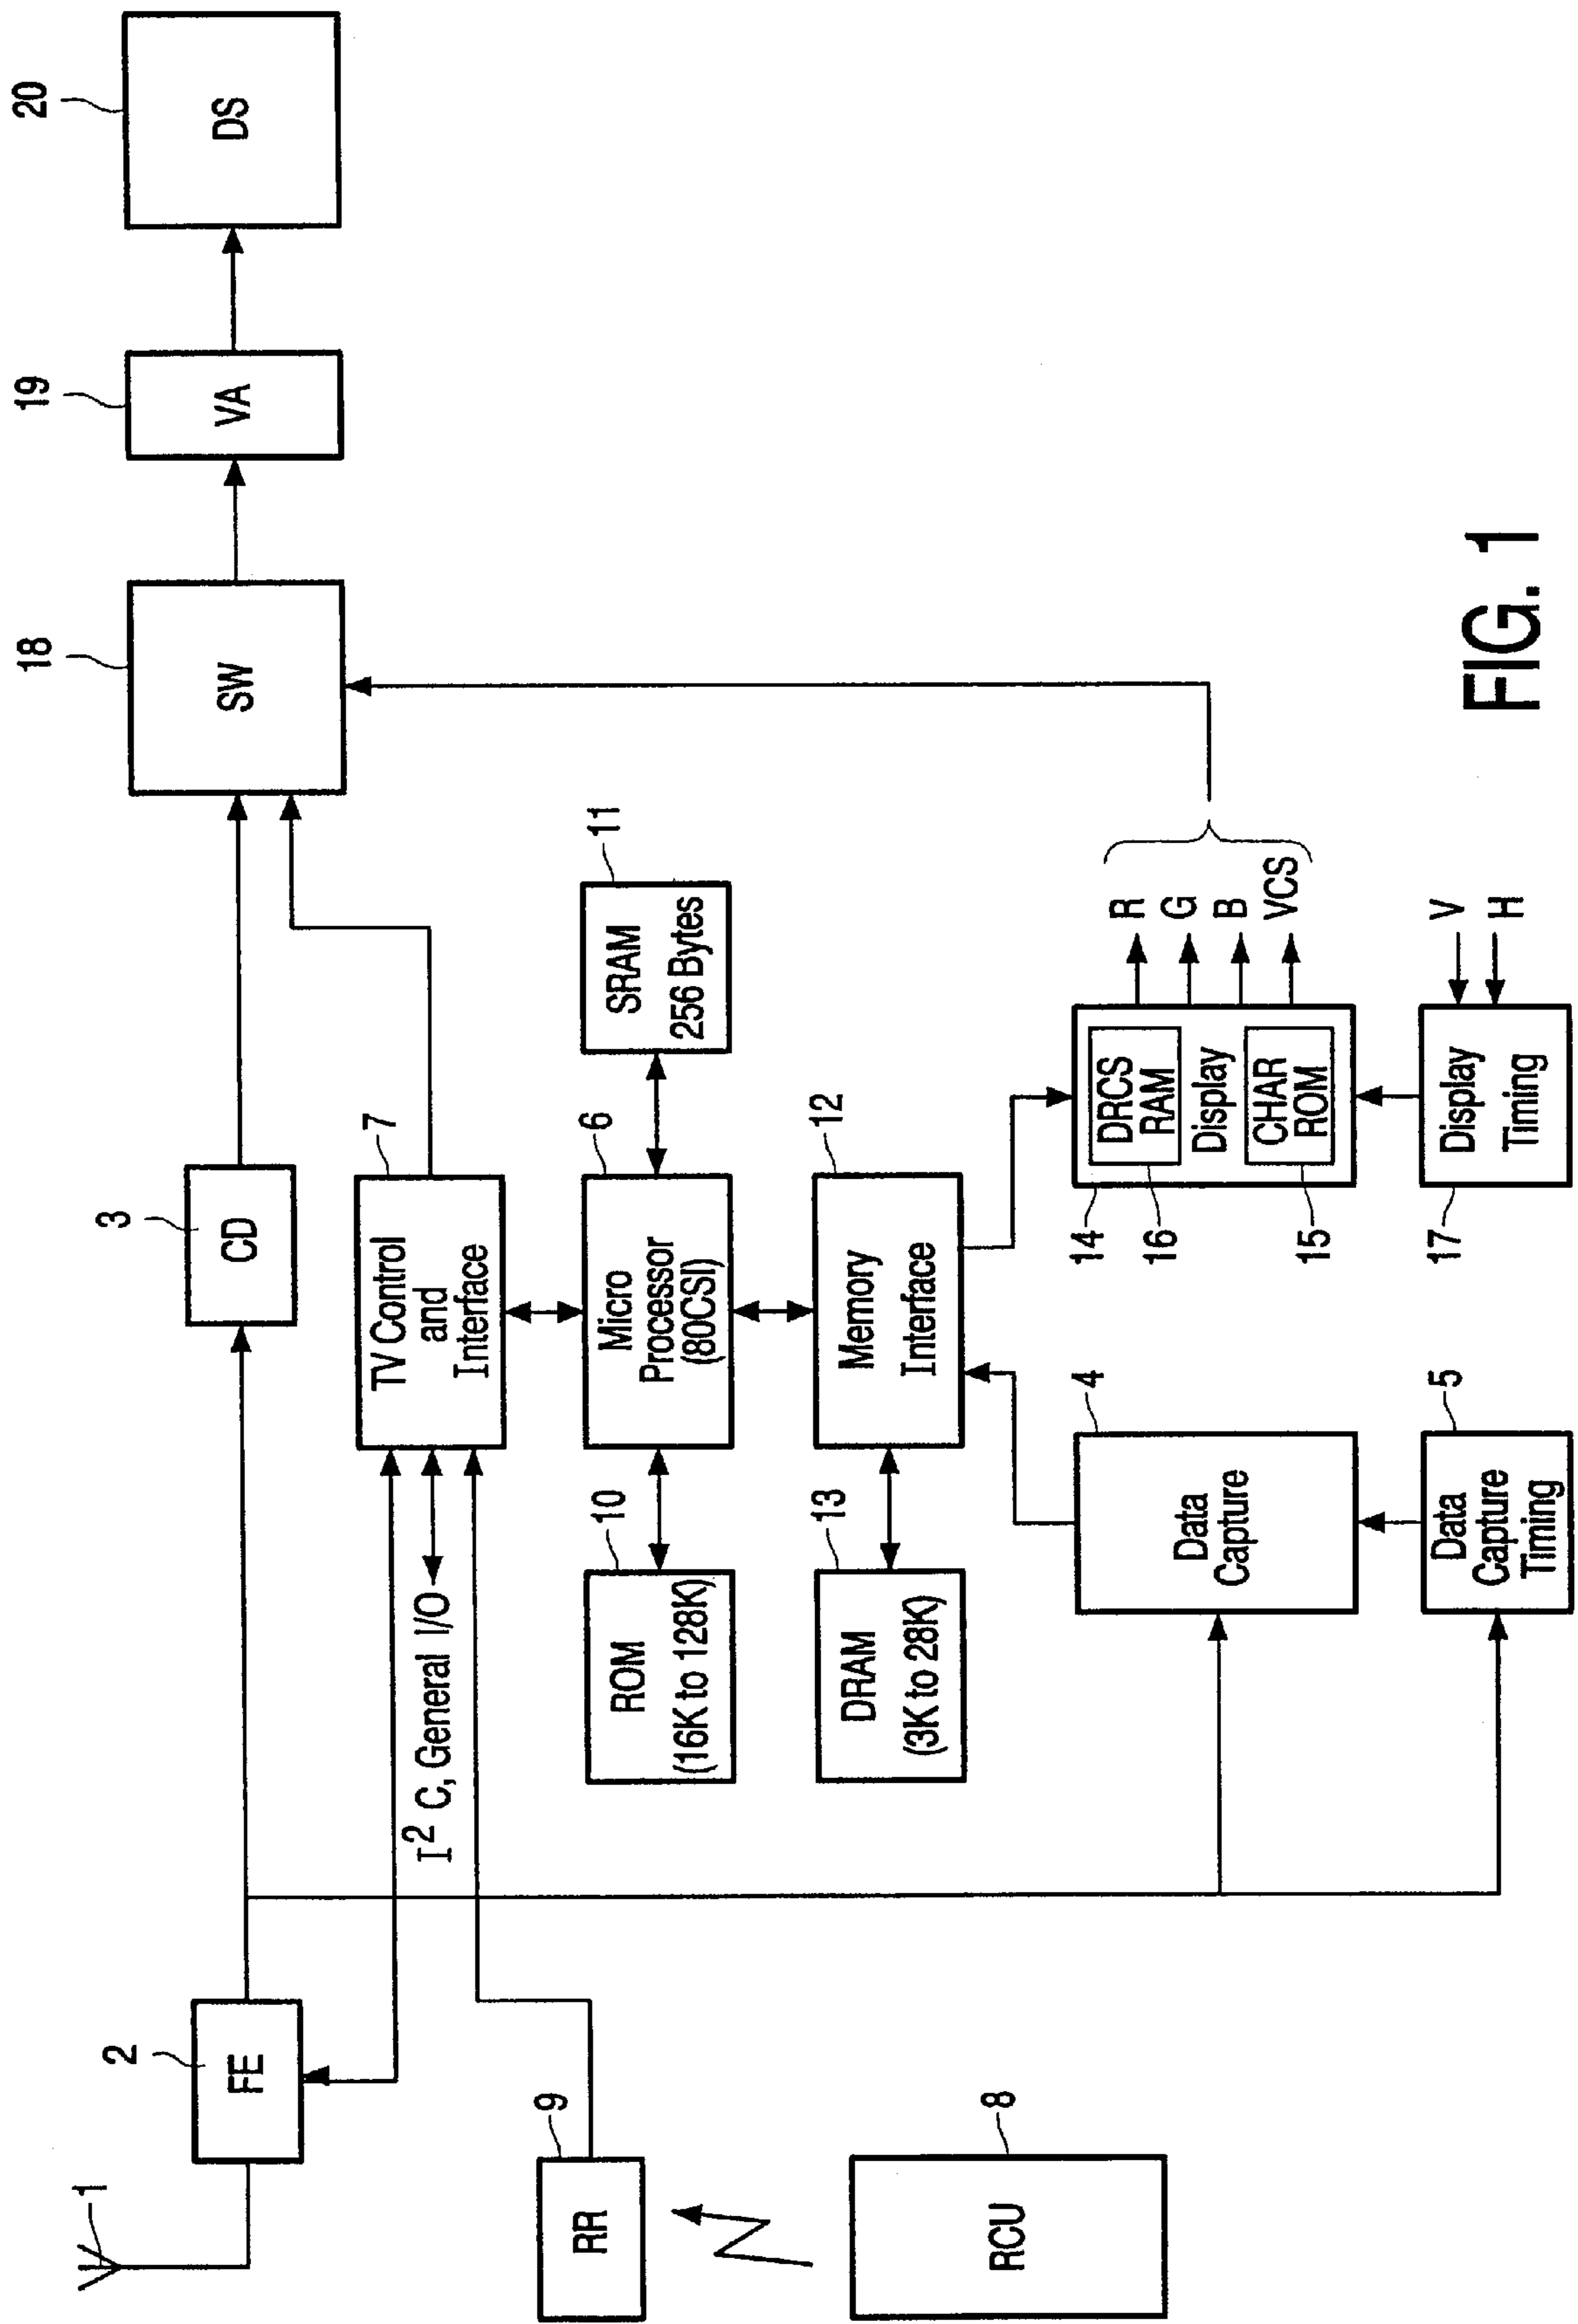 1
2
FE
3
CD
18
SW
19
VA
20
DS
I² C, General I/O
7
TV Control
and
Interface
9
RR
8
RCU
10
ROM
(16K to 128K)
6
Micro
Processor
(80CSI)
11
SRAM
256 Bytes
13
DRAM
(3K to 28K)
12
Memory
Interface
4
Data
Capture
5
Data
Capture
Timing
14
16
DRCS
RAM
Display
15
CHAR
ROM
R
G
B
VCS
17
Display
Timing
V
H
FIG. 1